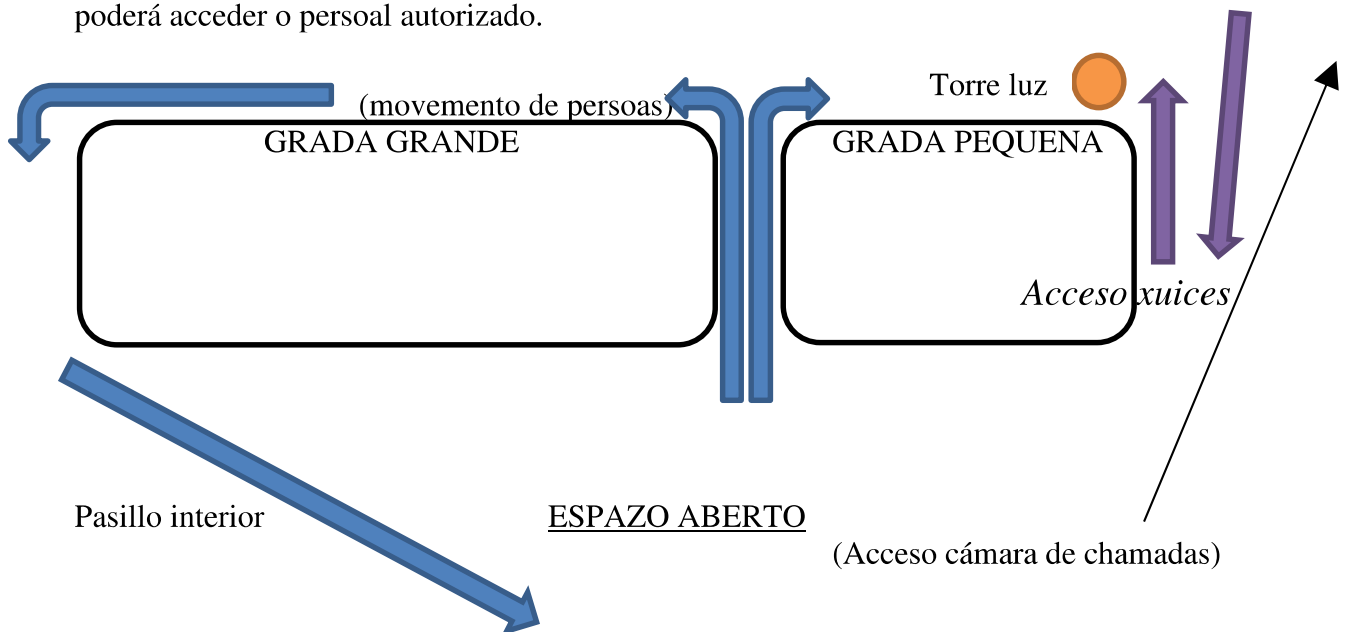 poderá acceder o persoal autorizado.
Torre luz
(movemento de persoas)
GRADA GRANDE
GRADA PEQUENA
Acceso xuices
Pasillo interior
ESPAZO ABERTO
(Acceso cámara de chamadas)